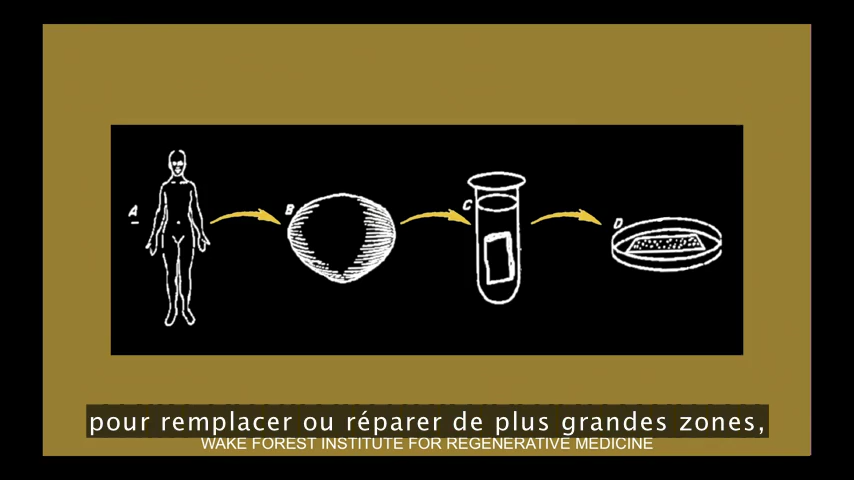 A
B
C
D
pour remplacer ou réparer de plus grandes zones,
WAKE FOREST INSTITUTE FOR REGENERATIVE MEDICINE